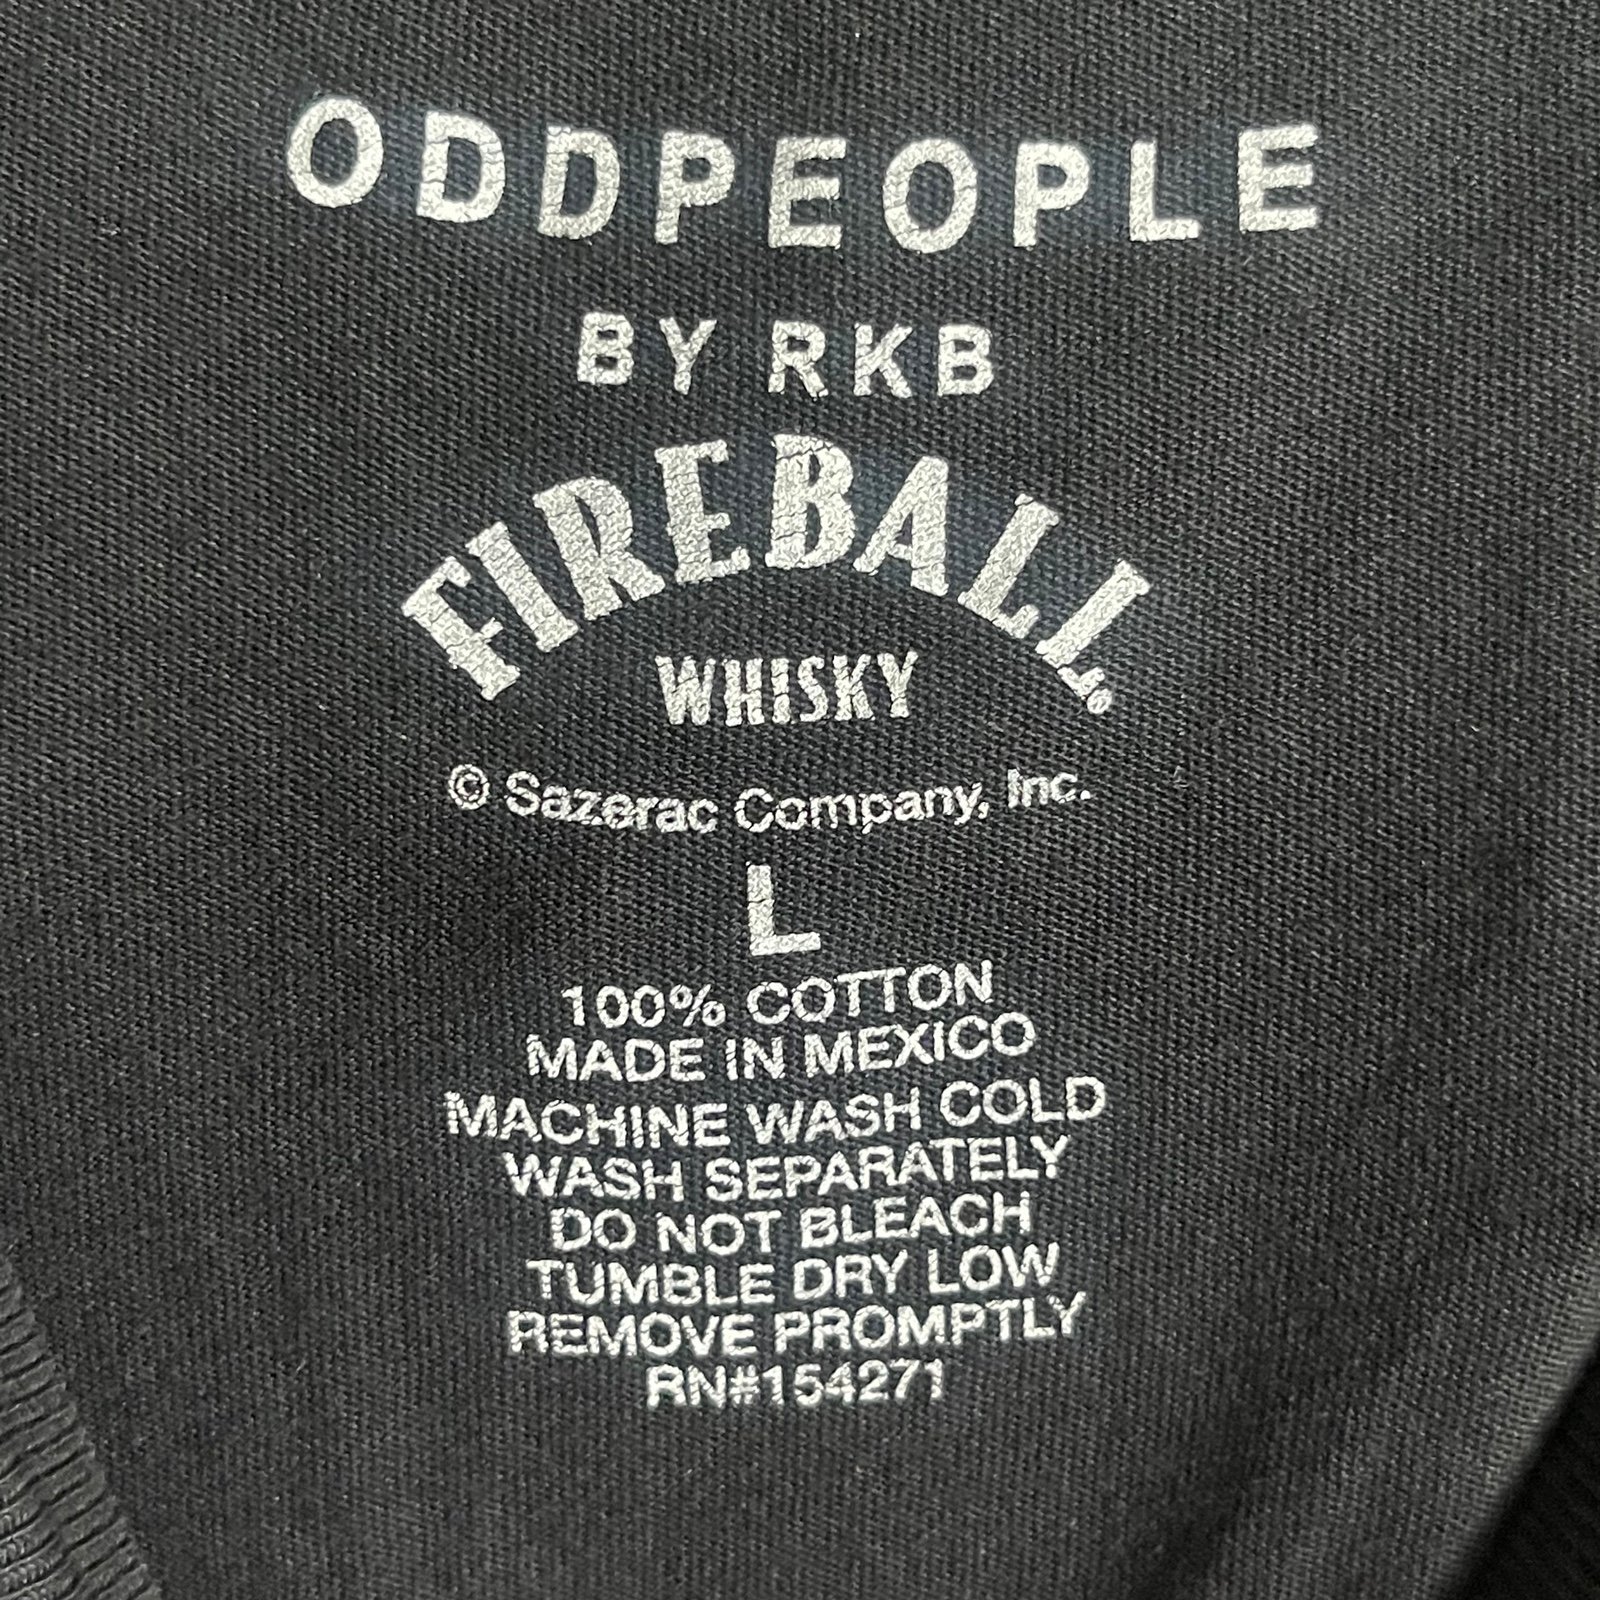 ODDPEOPLE
BY RKB
FIREBALL®
WHISKY
© Sazerac Company, Inc.
L
100% COTTON
MADE IN MEXICO
MACHINE WASH COLD
WASH SEPARATELY
DO NOT BLEACH
TUMBLE DRY LOW
REMOVE PROMPTLY
RN#154271